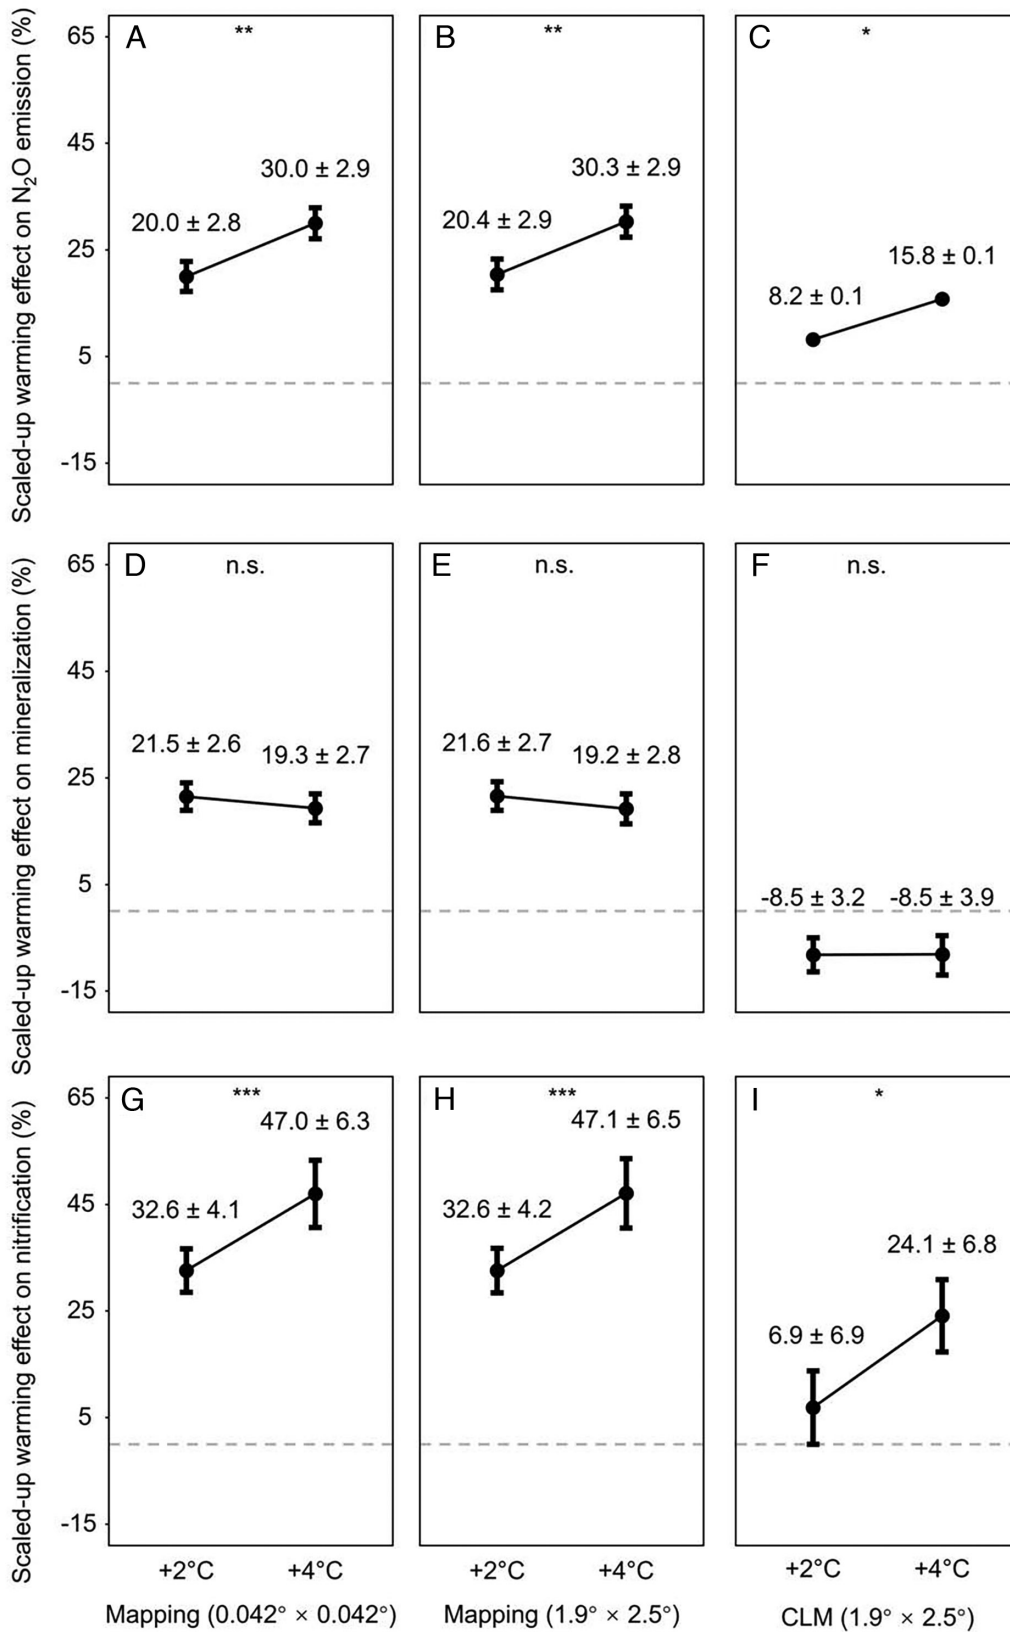 Scaled-up warming effect on N₂O emission (%)
65
45
25
5
-15
A
**
20.0 ± 2.8
30.0 ± 2.9
B
**
20.4 ± 2.9
30.3 ± 2.9
C
*
8.2 ± 0.1
15.8 ± 0.1
Scaled-up warming effect on mineralization (%)
65
45
25
5
-15
D
n.s.
21.5 ± 2.6
19.3 ± 2.7
E
n.s.
21.6 ± 2.7
19.2 ± 2.8
F
n.s.
-8.5 ± 3.2
-8.5 ± 3.9
Scaled-up warming effect on nitrification (%)
65
45
25
5
-15
G
***
32.6 ± 4.1
47.0 ± 6.3
H
***
32.6 ± 4.2
47.1 ± 6.5
I
*
6.9 ± 6.9
24.1 ± 6.8
+2°C
+4°C
+2°C
+4°C
+2°C
+4°C
Mapping (0.042° × 0.042°)
Mapping (1.9° × 2.5°)
CLM (1.9° × 2.5°)